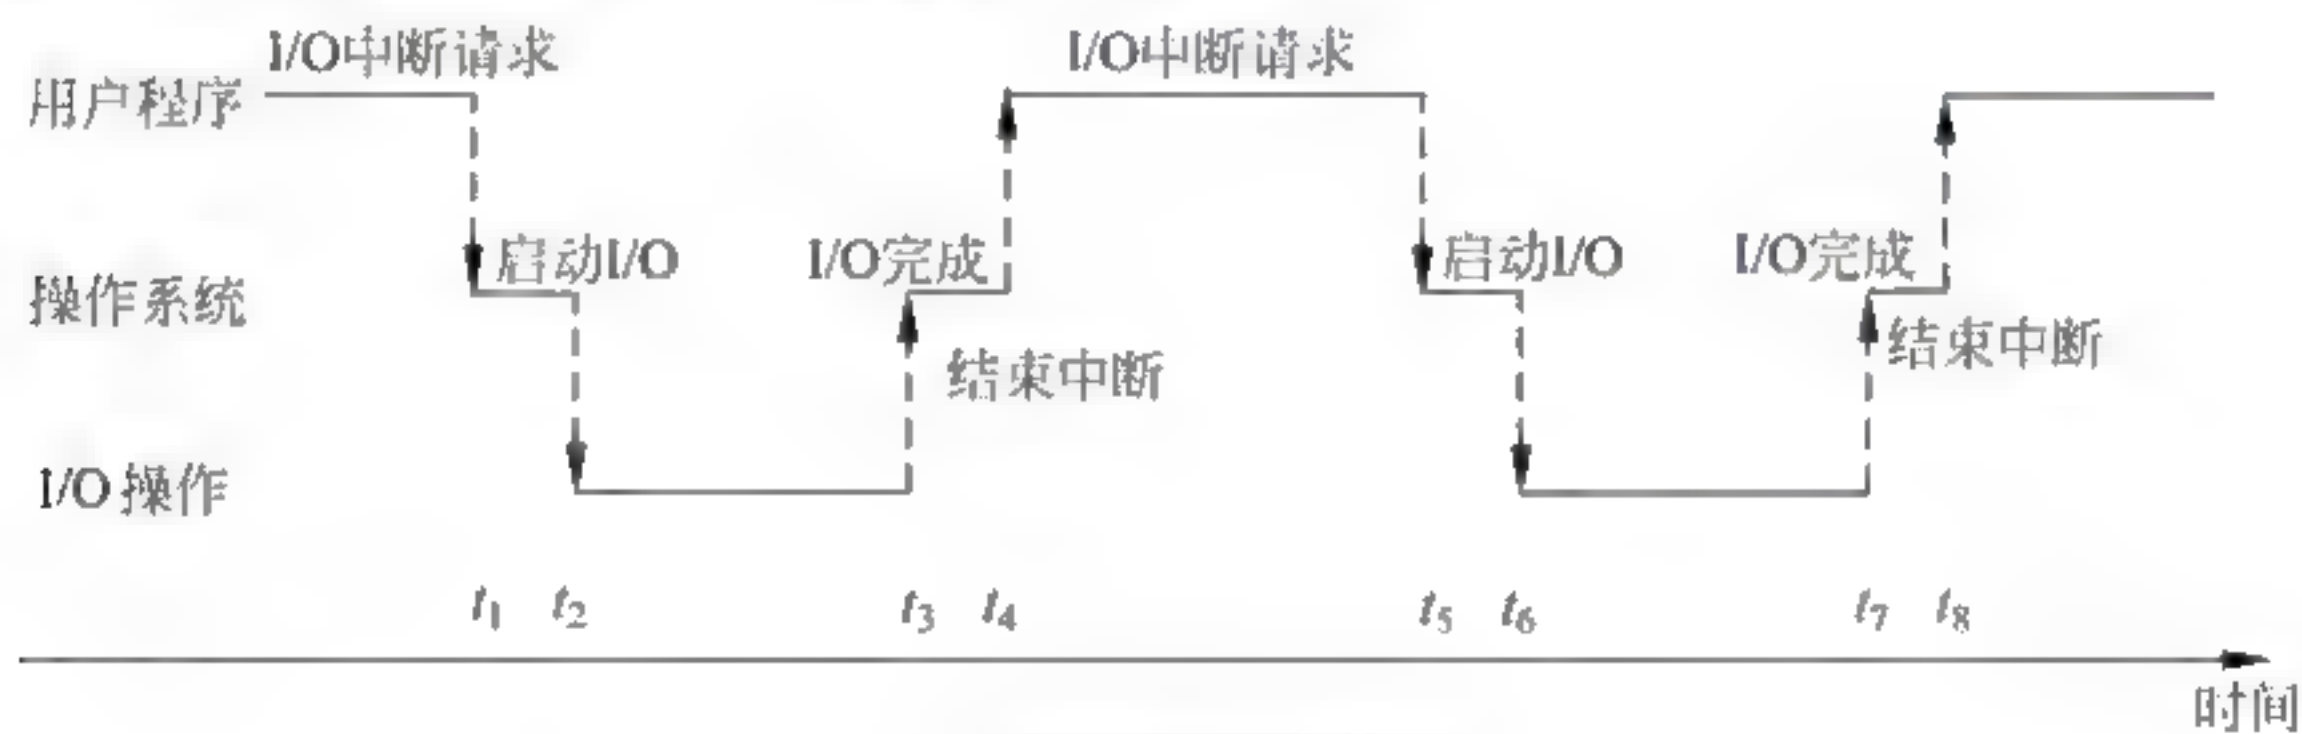 I/O中断请求
I/O中断请求
用户程序
启动I/O
I/O完成
启动I/O
I/O完成
操作系统
结束中断
结束中断
I/O 操作
t1 t2 t3 t4 t5 t6 t7 t8
时间